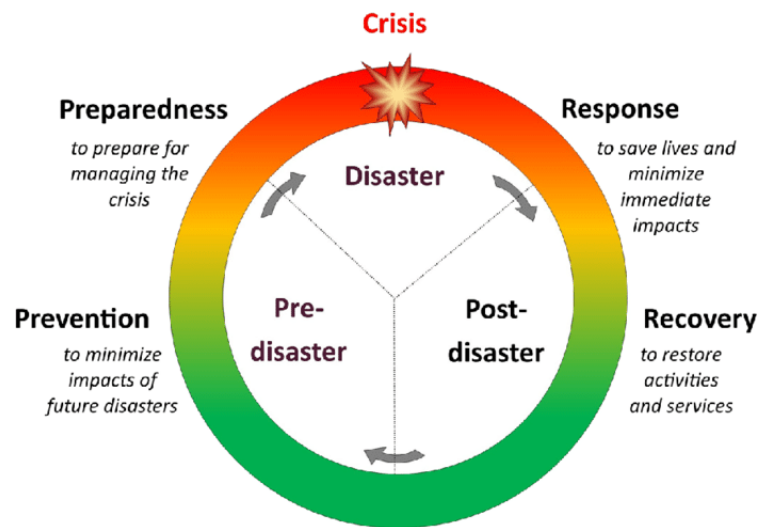 Crisis
Preparedness
to prepare for
managing the
crisis
Response
to save lives and
minimize
immediate
impacts
Disaster
Pre-
disaster
Post-
disaster
Prevention
to minimize
impacts of
future disasters
Recovery
to restore
activities
and services